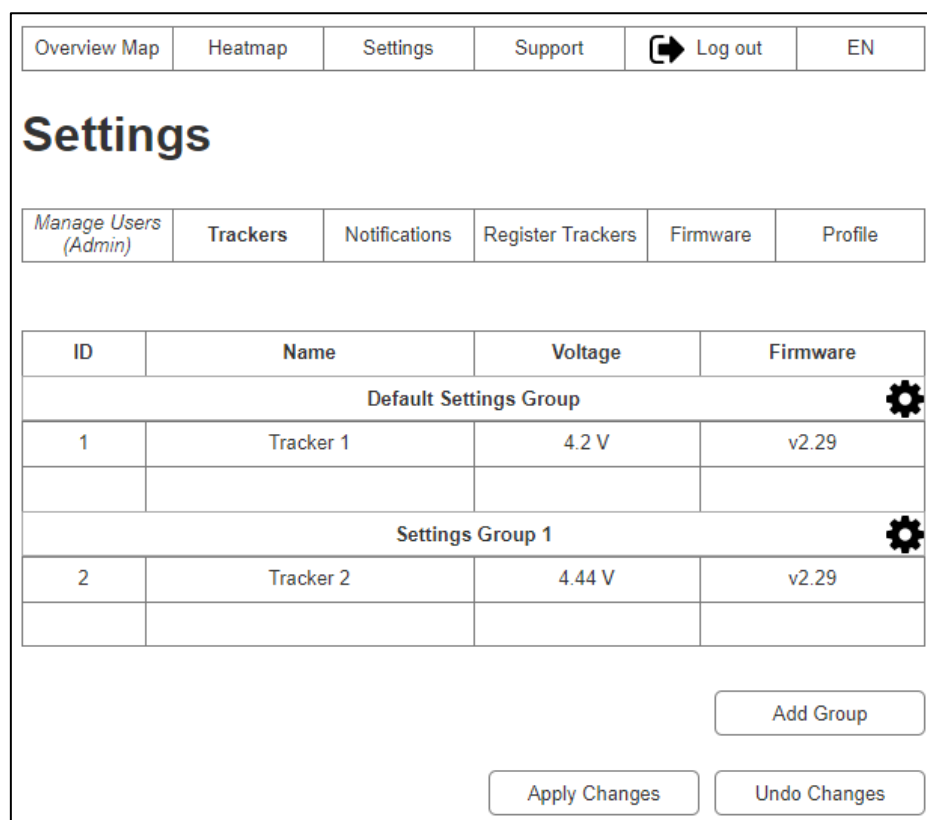 Overview Map Heatmap Settings Support Log out EN
Settings
Manage Users
(Admin) Trackers Notifications Register Trackers Firmware Profile
ID Name Voltage Firmware
Default Settings Group
1 Tracker 1 4.2 V v2.29
Settings Group 1
2 Tracker 2 4.44 V v2.29
Add Group
Apply Changes Undo Changes